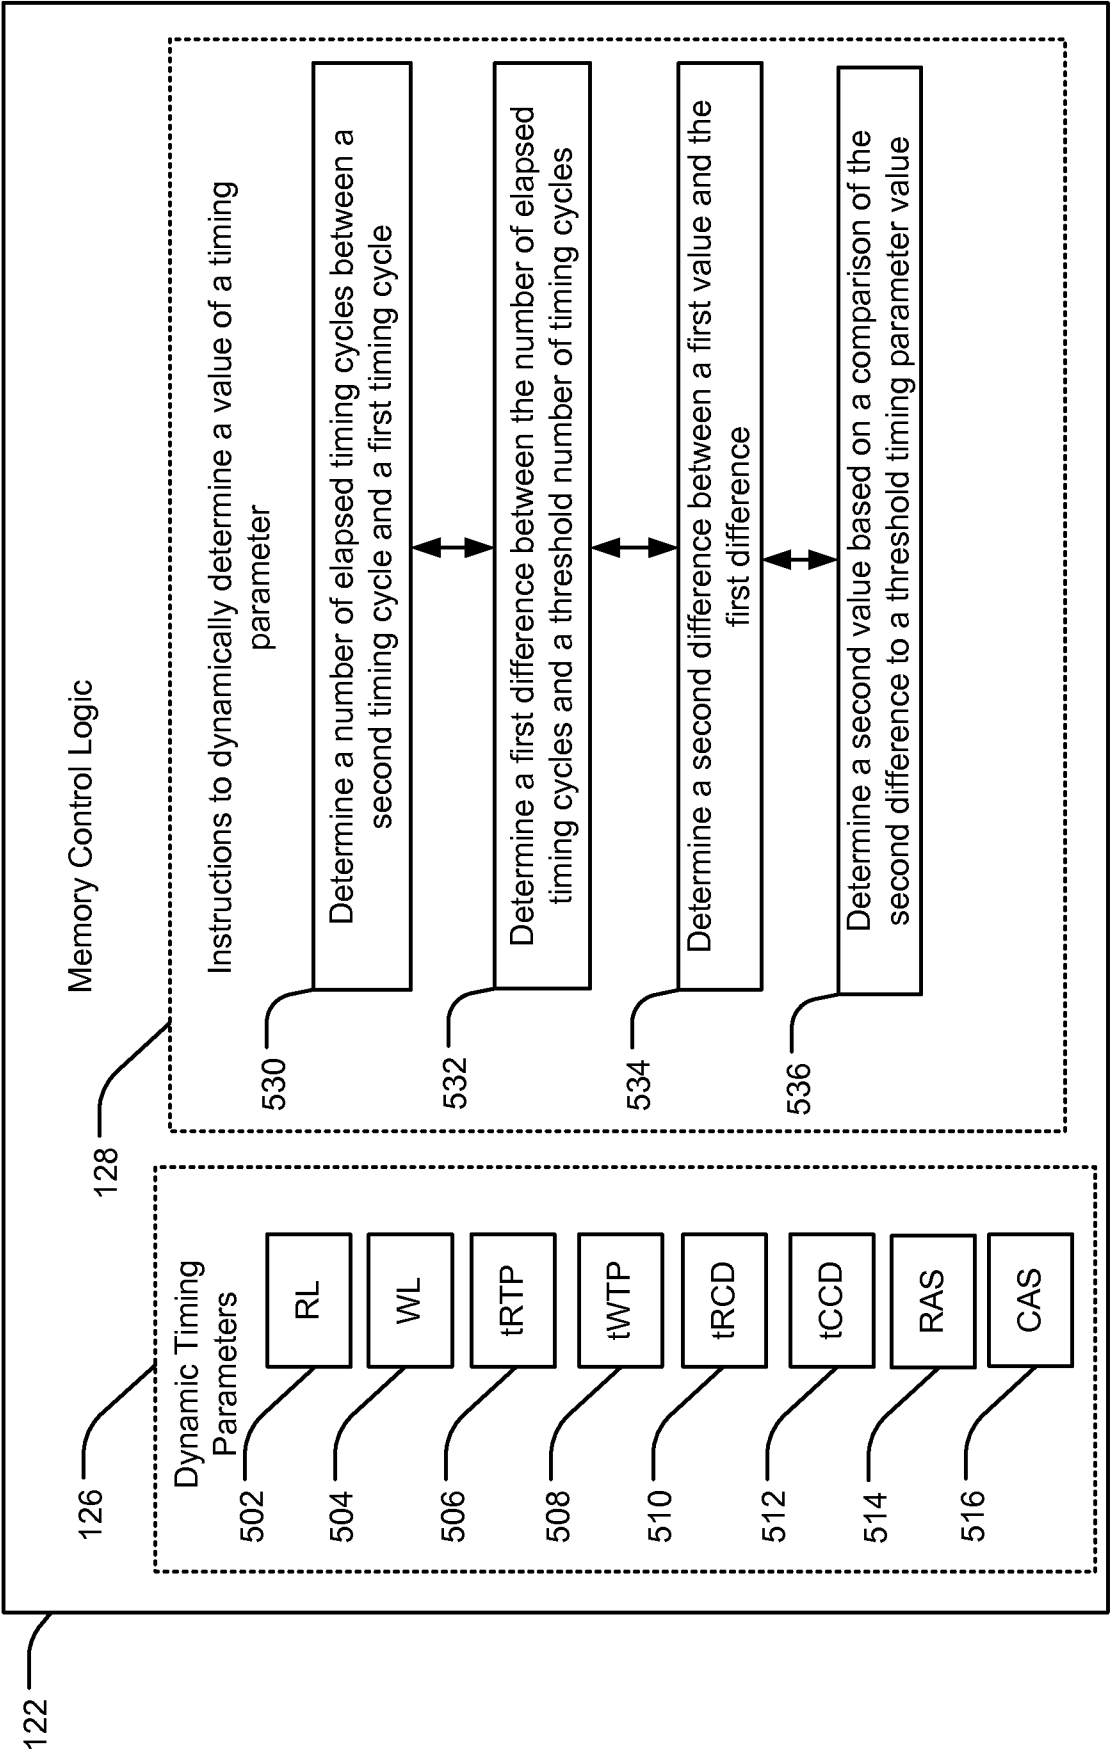 122
Memory Control Logic
126
Dynamic Timing
Parameters
502
RL
504
WL
506
tRTP
508
tWTP
510
tRCD
512
tCCD
514
RAS
516
CAS
128
Instructions to dynamically determine a value of a timing
parameter
530
Determine a number of elapsed timing cycles between a
second timing cycle and a first timing cycle
532
Determine a first difference between the number of elapsed
timing cycles and a threshold number of timing cycles
534
Determine a second difference between a first value and the
first difference
536
Determine a second value based on a comparison of the
second difference to a threshold timing parameter value